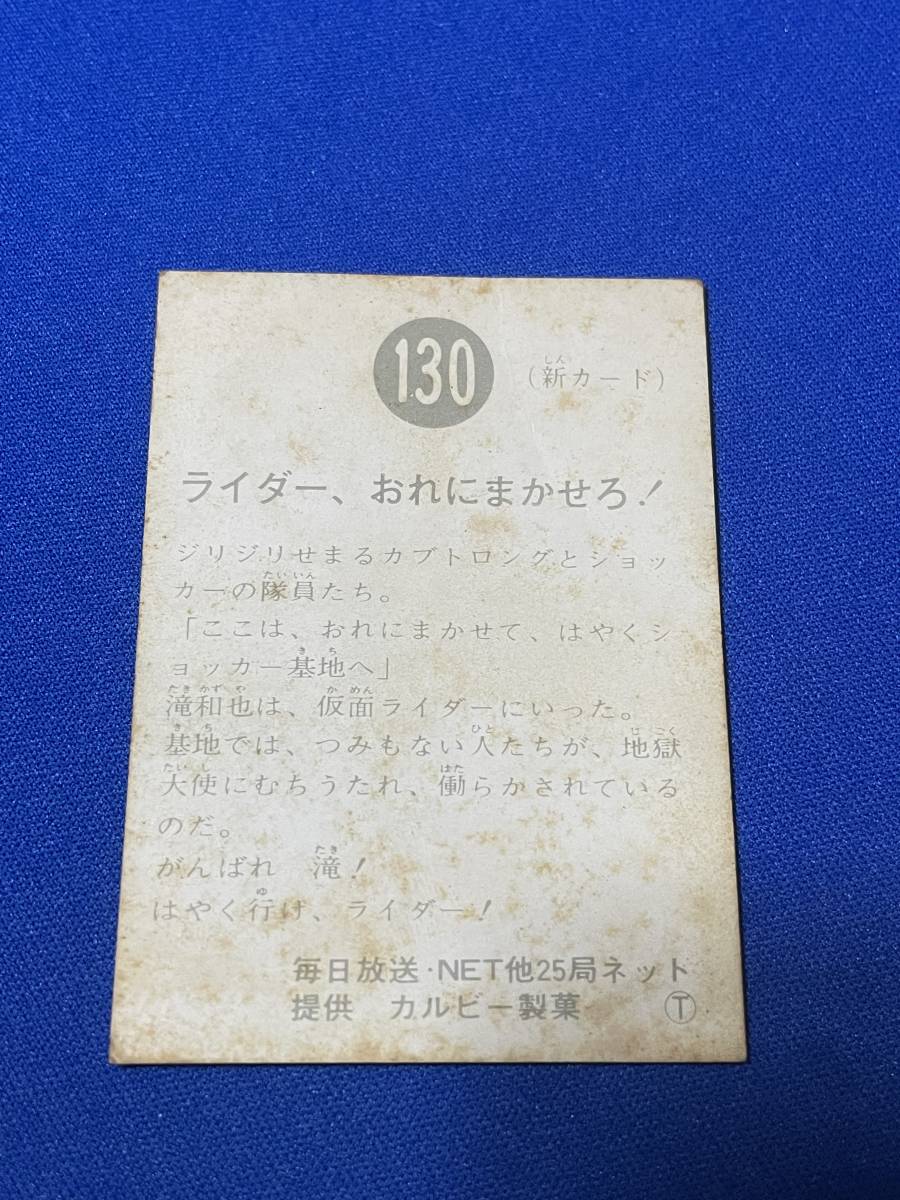 130
（新カード）
ライダー、おれにまかせろ！
ジリジリせまるカブトロングとショッ
カーの隊員たち。
「ここは、おれにまかせて、はやくシ
ョッカー基地へ」
滝和也は、仮面ライダーにいった。
基地では、つみもない人たちが、地獄
大使にむちうたれ、働らかされている
のだ。
がんばれ　滝！
はやく行け、ライダー！
毎日放送・NET他25局ネット
提供　カルビー製菓　Ⓣ